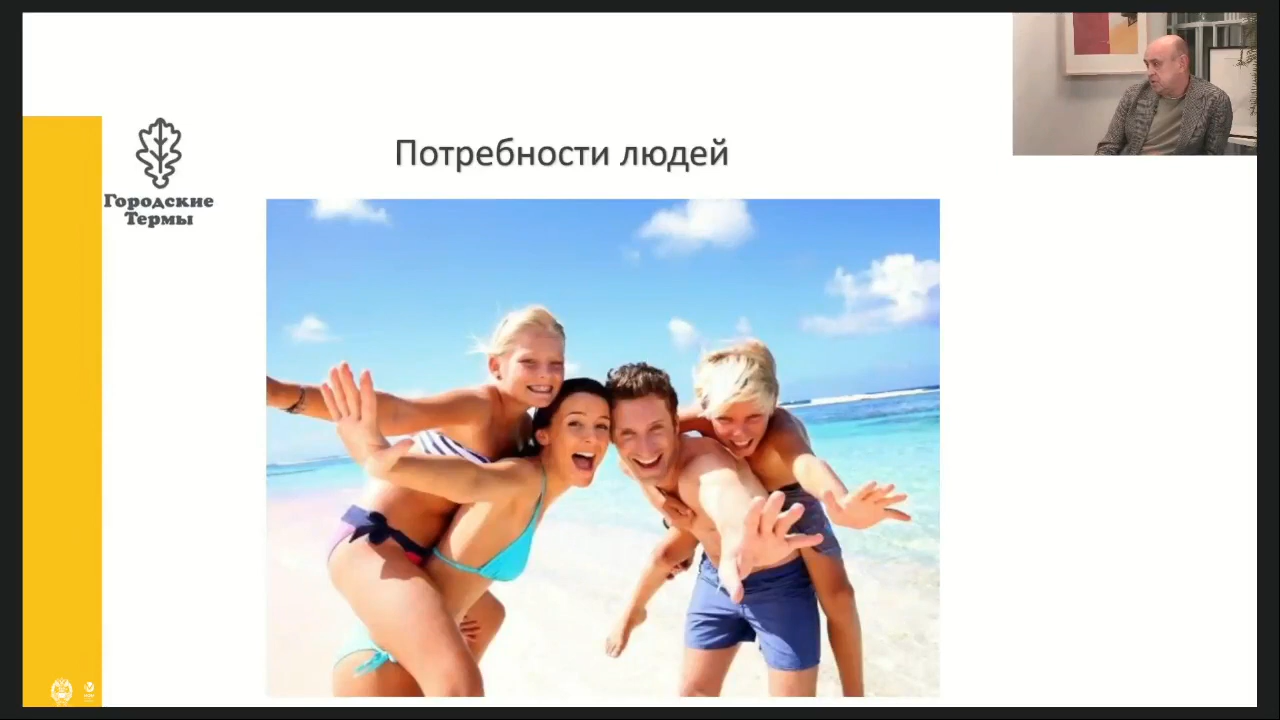 Потребности людей
Городские
Термы